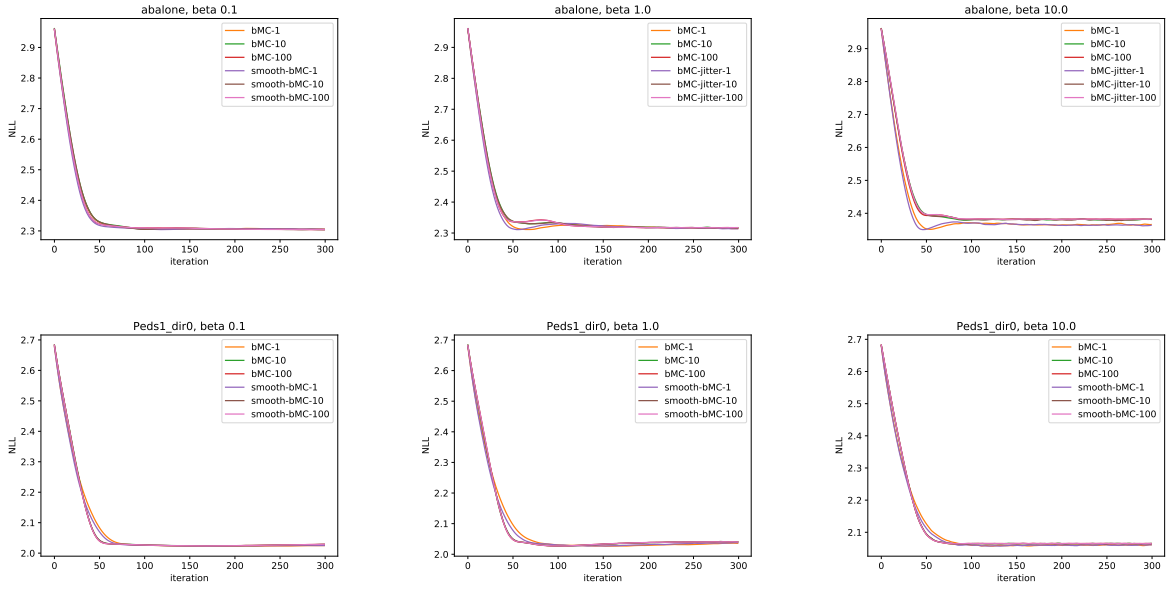 abalone, beta 0.1
NLL
2.9
2.8
2.7
2.6
2.5
2.4
2.3
bMC-1
bMC-10
bMC-100
smooth-bMC-1
smooth-bMC-10
smooth-bMC-100
0 50 100 150 200 250 300
iteration
abalone, beta 1.0
NLL
2.9
2.8
2.7
2.6
2.5
2.4
2.3
bMC-1
bMC-10
bMC-100
bMC-jitter-1
bMC-jitter-10
bMC-jitter-100
0 50 100 150 200 250 300
iteration
abalone, beta 10.0
NLL
2.9
2.8
2.7
2.6
2.5
2.4
bMC-1
bMC-10
bMC-100
bMC-jitter-1
bMC-jitter-10
bMC-jitter-100
0 50 100 150 200 250 300
iteration
Peds1_dir0, beta 0.1
NLL
2.7
2.6
2.5
2.4
2.3
2.2
2.1
2.0
bMC-1
bMC-10
bMC-100
smooth-bMC-1
smooth-bMC-10
smooth-bMC-100
0 50 100 150 200 250 300
iteration
Peds1_dir0, beta 1.0
NLL
2.7
2.6
2.5
2.4
2.3
2.2
2.1
2.0
bMC-1
bMC-10
bMC-100
smooth-bMC-1
smooth-bMC-10
smooth-bMC-100
0 50 100 150 200 250 300
iteration
Peds1_dir0, beta 10.0
NLL
2.7
2.6
2.5
2.4
2.3
2.2
2.1
bMC-1
bMC-10
bMC-100
smooth-bMC-1
smooth-bMC-10
smooth-bMC-100
0 50 100 150 200 250 300
iteration